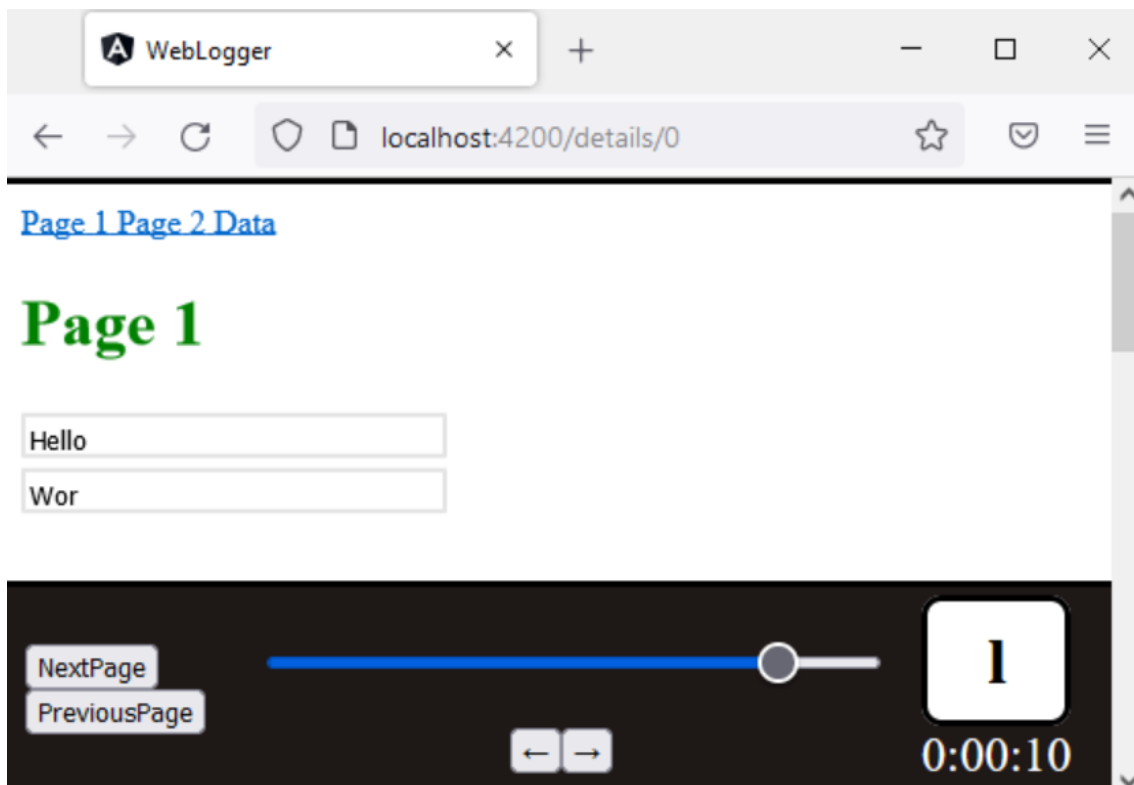 WebLogger
localhost:4200/details/0
Page 1 Page 2 Data
Page 1
Hello
Wor
NextPage
PreviousPage
← →
l
0:00:10